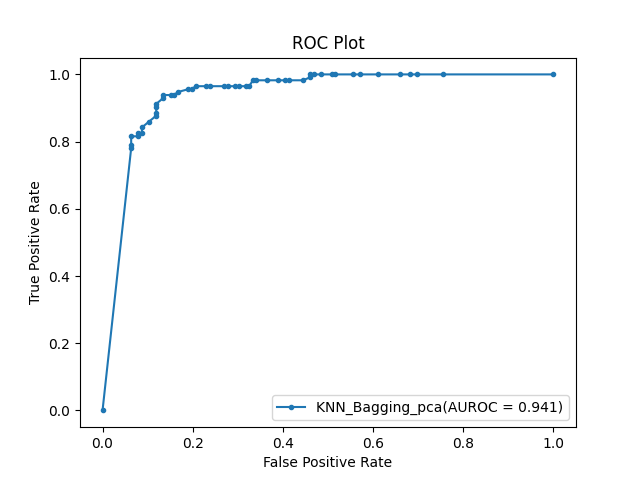 ROC Plot
True Positive Rate
1.0
0.8
0.6
0.4
0.2
0.0
KNN_Bagging_pca(AUROC = 0.941)
0.0 0.2 0.4 0.6 0.8 1.0
False Positive Rate